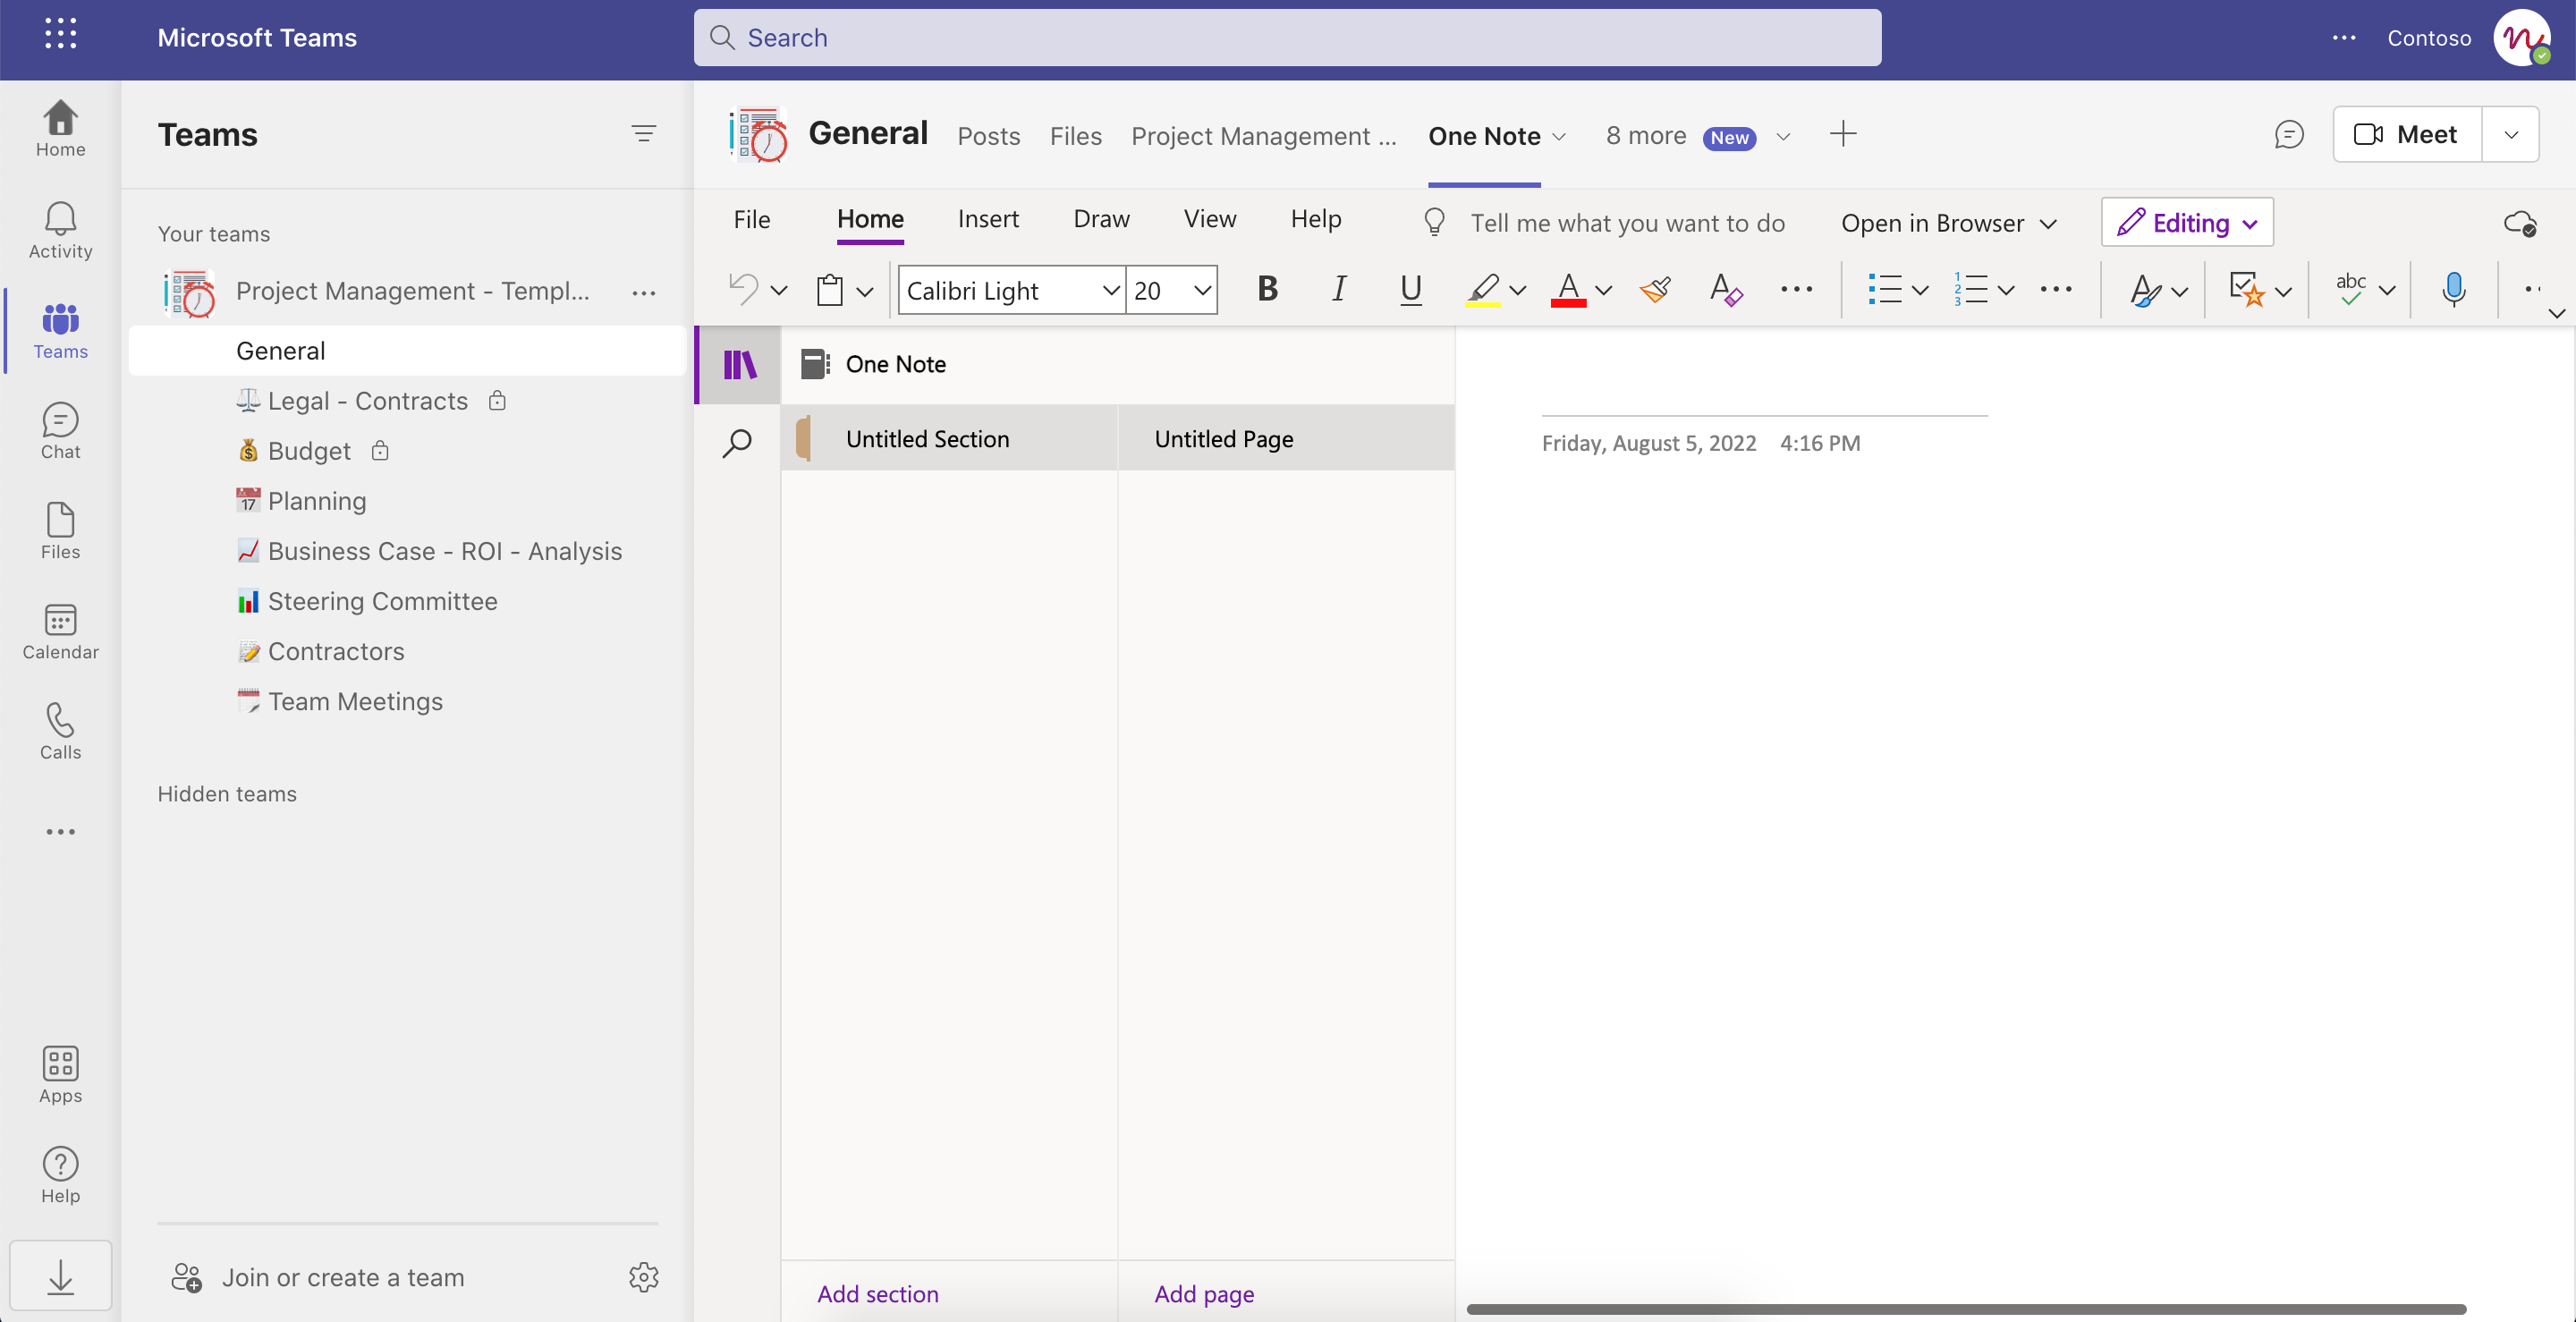 Microsoft Teams
Search
Contoso
Home
Activity
Teams
Chat
Files
Calendar
Calls
Apps
Help
Teams
Your teams
Project Management - Templ...
General
Legal - Contracts
Budget
17 Planning
Business Case - ROI - Analysis
Steering Committee
Contractors
Team Meetings
Hidden teams
Join or create a team
General Posts Files Project Management ... One Note 8 more New
Meet
File Home Insert Draw View Help Tell me what you want to do Open in Browser Editing
Calibri Light 20 B I U A A 1 2 3 A abc
One Note
Untitled Section Untitled Page
Friday, August 5, 2022 4:16 PM
Add section Add page